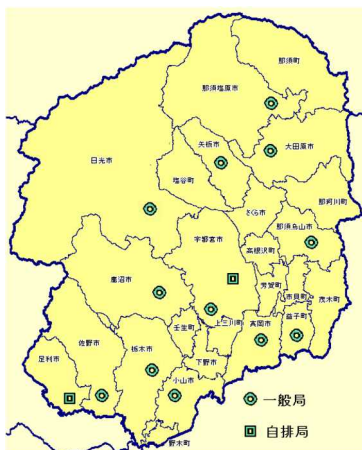 那須町
那須塩原市
矢板市
大田原市
日光市
塩谷町
那珂川町
さくら市
那須烏山市
宇都宮市
高根沢町
芳賀町
市貝町
茂木町
鹿沼市
益子町
上三川町
真岡市
壬生町
栃木市
佐野市
下野市
足利市
小山市
野木町
一般局
自排局